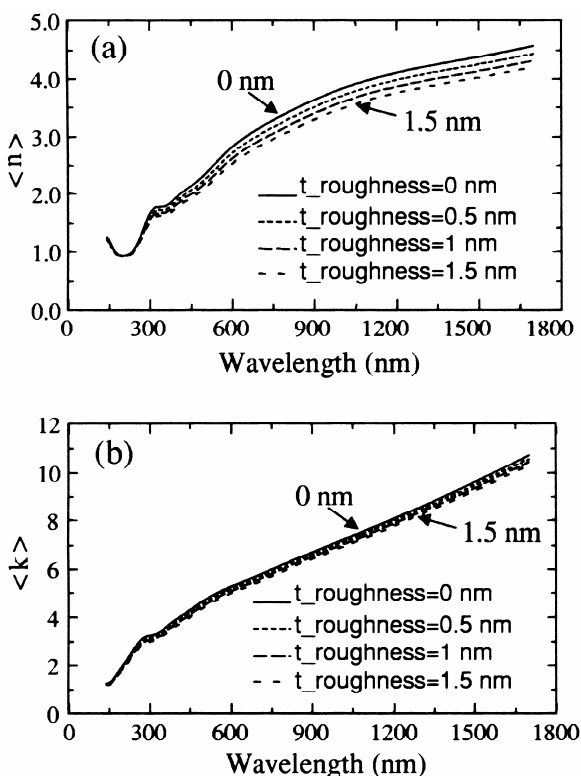 (a)
5.0
4.0
3.0
2.0
1.0
0.0
<n>
0 nm
1.5 nm
t_roughness=0 nm
t_roughness=0.5 nm
t_roughness=1 nm
t_roughness=1.5 nm
0 300 600 900 1200 1500 1800
Wavelength (nm)
(b)
12
10
8
6
4
2
0
<k>
0 nm
1.5 nm
t_roughness=0 nm
t_roughness=0.5 nm
t_roughness=1 nm
t_roughness=1.5 nm
0 300 600 900 1200 1500 1800
Wavelength (nm)